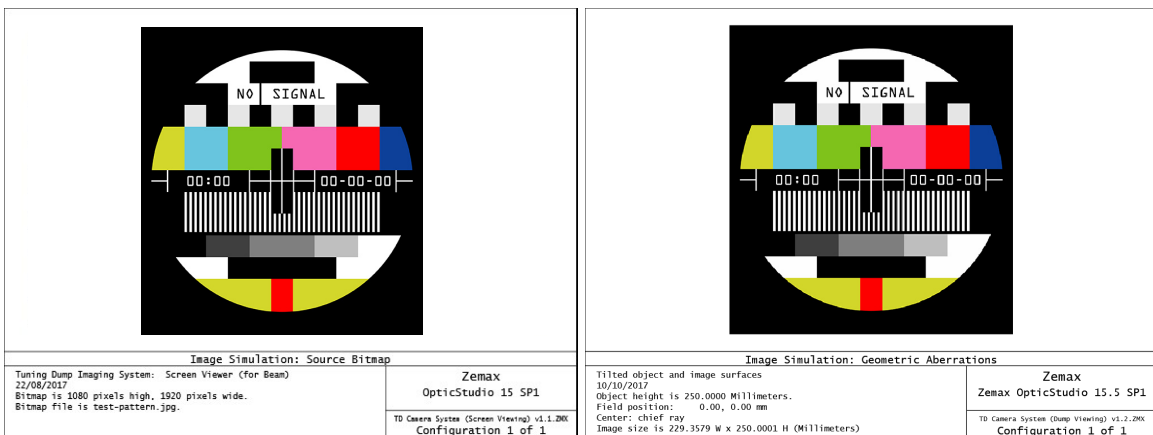 NO SIGNAL
00:00 00-00-00
Image Simulation: Source Bitmap
Tuning Dump Imaging System: Screen Viewer (for Beam)
22/08/2017
Bitmap is 1080 pixels high, 1920 pixels wide.
Bitmap file is test-pattern.jpg.
Zemax
OpticStudio 15 SP1
TD Camera System (Screen Viewing) v1.1.ZMX
Configuration 1 of 1
NO SIGNAL
00:00 00-00-00
Image Simulation: Geometric Aberrations
Tilted object and image surfaces
10/10/2017
Object height is 250.0000 Millimeters.
Field position: 0.00, 0.00 mm
Center: chief ray
Image size is 229.3579 W x 250.0001 H (Millimeters)
Zemax
Zemax OpticStudio 15.5 SP1
TD Camera System (Dump Viewing) v1.2.ZMX
Configuration 1 of 1